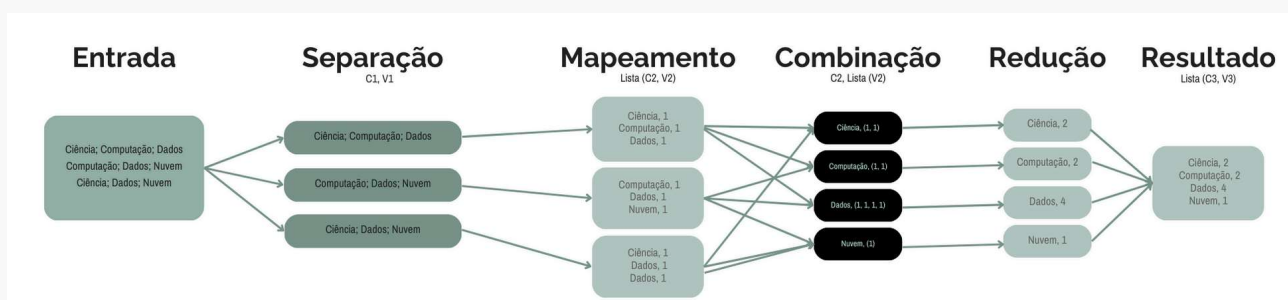 Entrada
Ciência; Computação; Dados
Computação; Dados; Nuvem
Ciência; Dados; Nuvem
Separação
C1, V1
Ciência; Computação; Dados
Computação; Dados; Nuvem
Ciência; Dados; Nuvem
Mapeamento
Lista (C2, V2)
Ciência, 1
Computação, 1
Dados, 1
Computação, 1
Dados, 1
Nuvem, 1
Ciência, 1
Dados, 1
Dados, 1
Combinação
C2, Lista (V2)
Ciência, (1, 1)
Computação, (1, 1)
Dados, (1, 1, 1, 1)
Nuvem, (1)
Redução
Ciência, 2
Computação, 2
Dados, 4
Nuvem, 1
Resultado
Lista (C3, V3)
Ciência, 2
Computação, 2
Dados, 4
Nuvem, 1